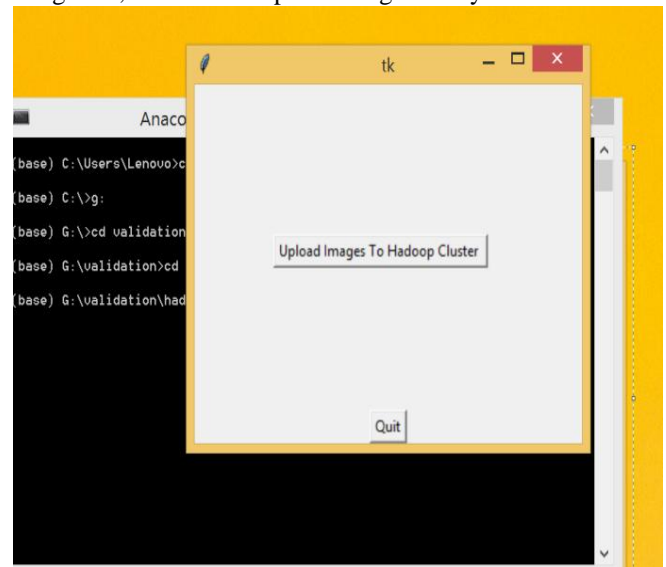 tk
Anaco
(base) C:\Users\Lenovo>c
(base) C:\>g:
(base) G:\>cd validation
(base) G:\validation>cd
(base) G:\validation\had
Upload Images To Hadoop Cluster
Quit